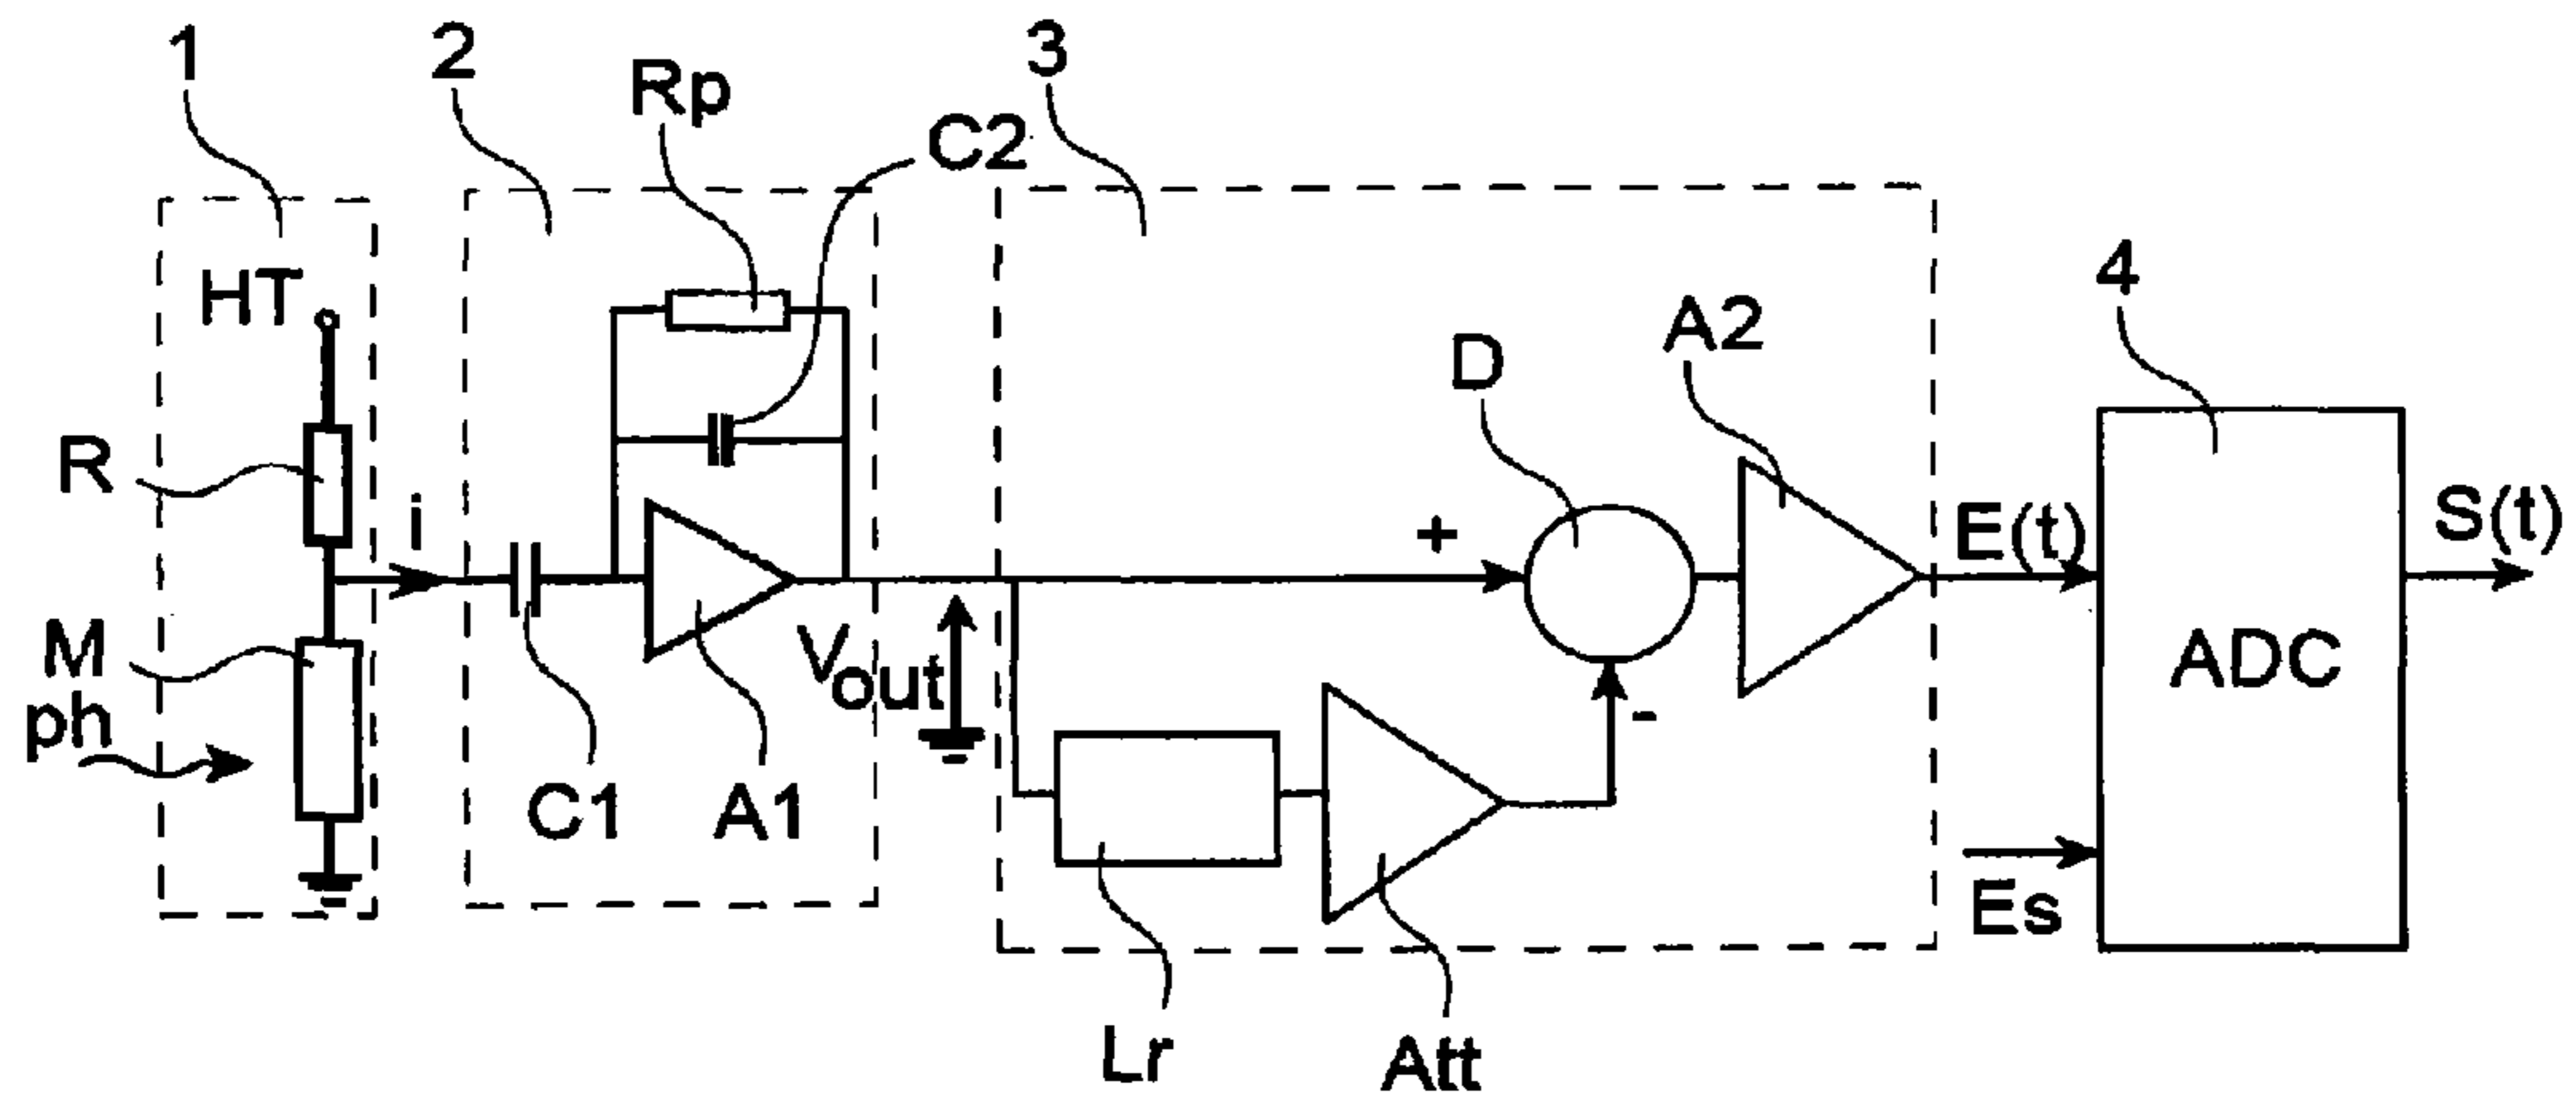 1
2
3
Rp
C2
HT
4
A2
D
R
i
+
E(t)
S(t)
M
ph
Vout
-
ADC
C1
A1
Es
Lr
Att